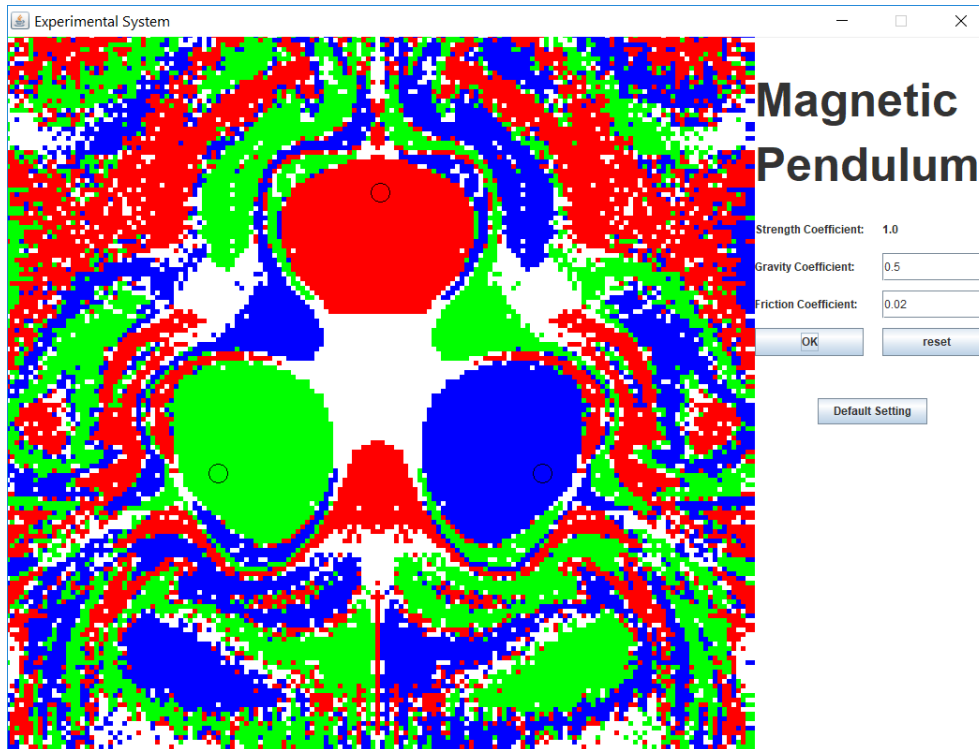 Experimental System
Magnetic
Pendulum
Strength Coefficient: 1.0
Gravity Coefficient: 0.5
Friction Coefficient: 0.02
OK reset
Default Setting